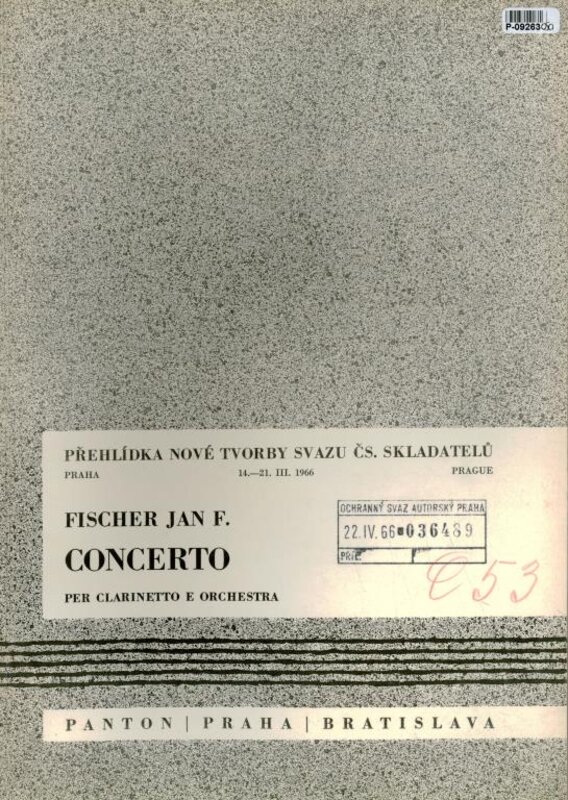 PŘEHLÍDKA NOVÉ TVORBY SVAZU ČS. SKLADATELŮ
PRAHA 14.—21. III. 1966 PRAGUE
FISCHER JAN F.
CONCERTO
PER CLARINETTO E ORCHESTRA
OCHRANNÝ SVAZ AUTORSKÝ PRAHA
22.IV.66 036489
PŘÍL.
C 53
PANTON | PRAHA | BRATISLAVA